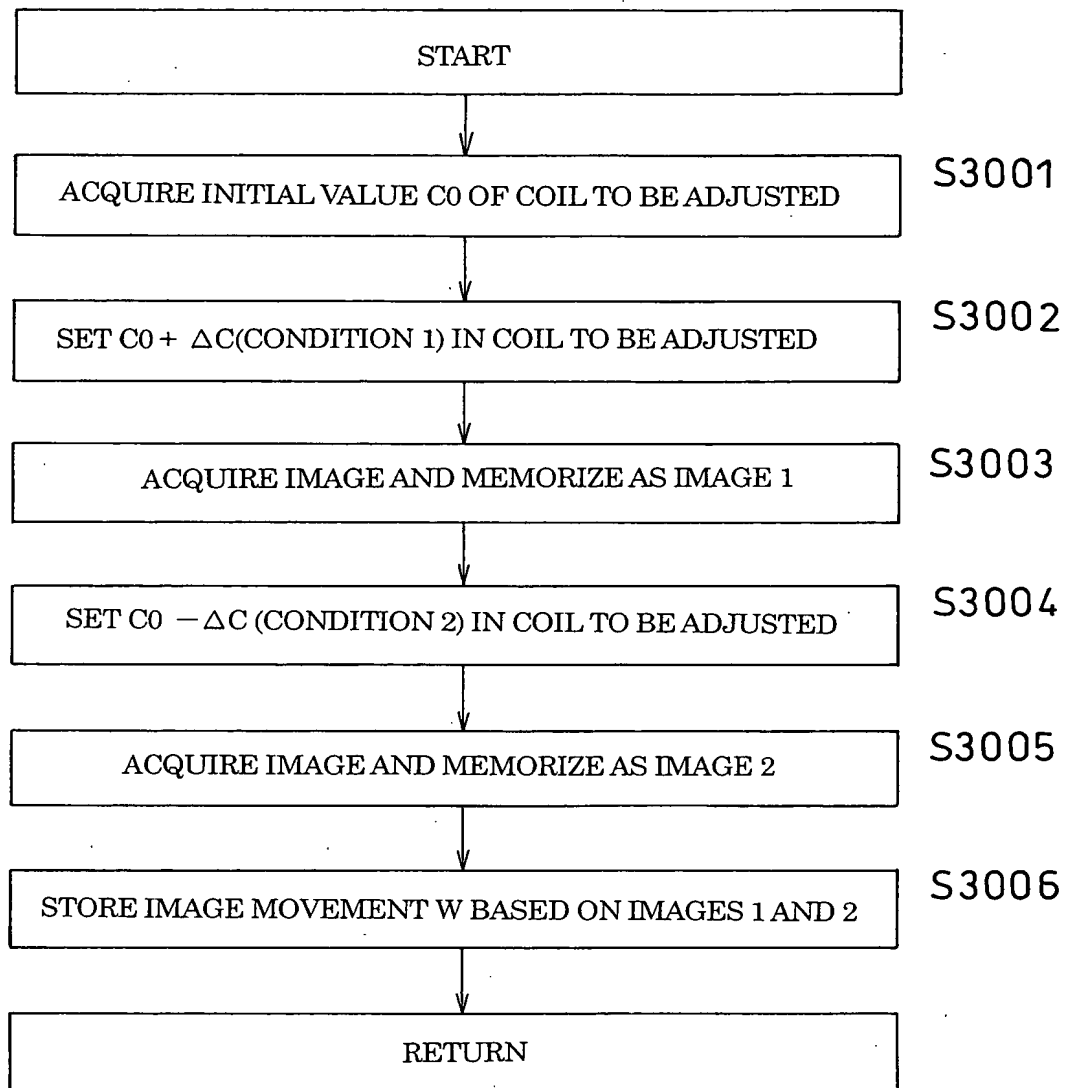 START
ACQUIRE INITIAL VALUE C0 OF COIL TO BE ADJUSTED
S3001
SET C0 + ΔC(CONDITION 1) IN COIL TO BE ADJUSTED
S3002
ACQUIRE IMAGE AND MEMORIZE AS IMAGE 1
S3003
SET C0 −ΔC (CONDITION 2) IN COIL TO BE ADJUSTED
S3004
ACQUIRE IMAGE AND MEMORIZE AS IMAGE 2
S3005
STORE IMAGE MOVEMENT W BASED ON IMAGES 1 AND 2
S3006
RETURN